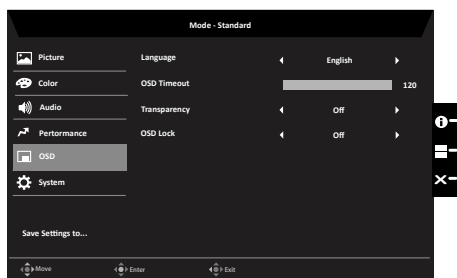 Mode - Standard
Picture
Color
Audio
Pertormance
OSD
System
Save Settings to...
Language English
OSD Timeout 120
Transparency Off
OSD Lock Off
Move Enter Exit